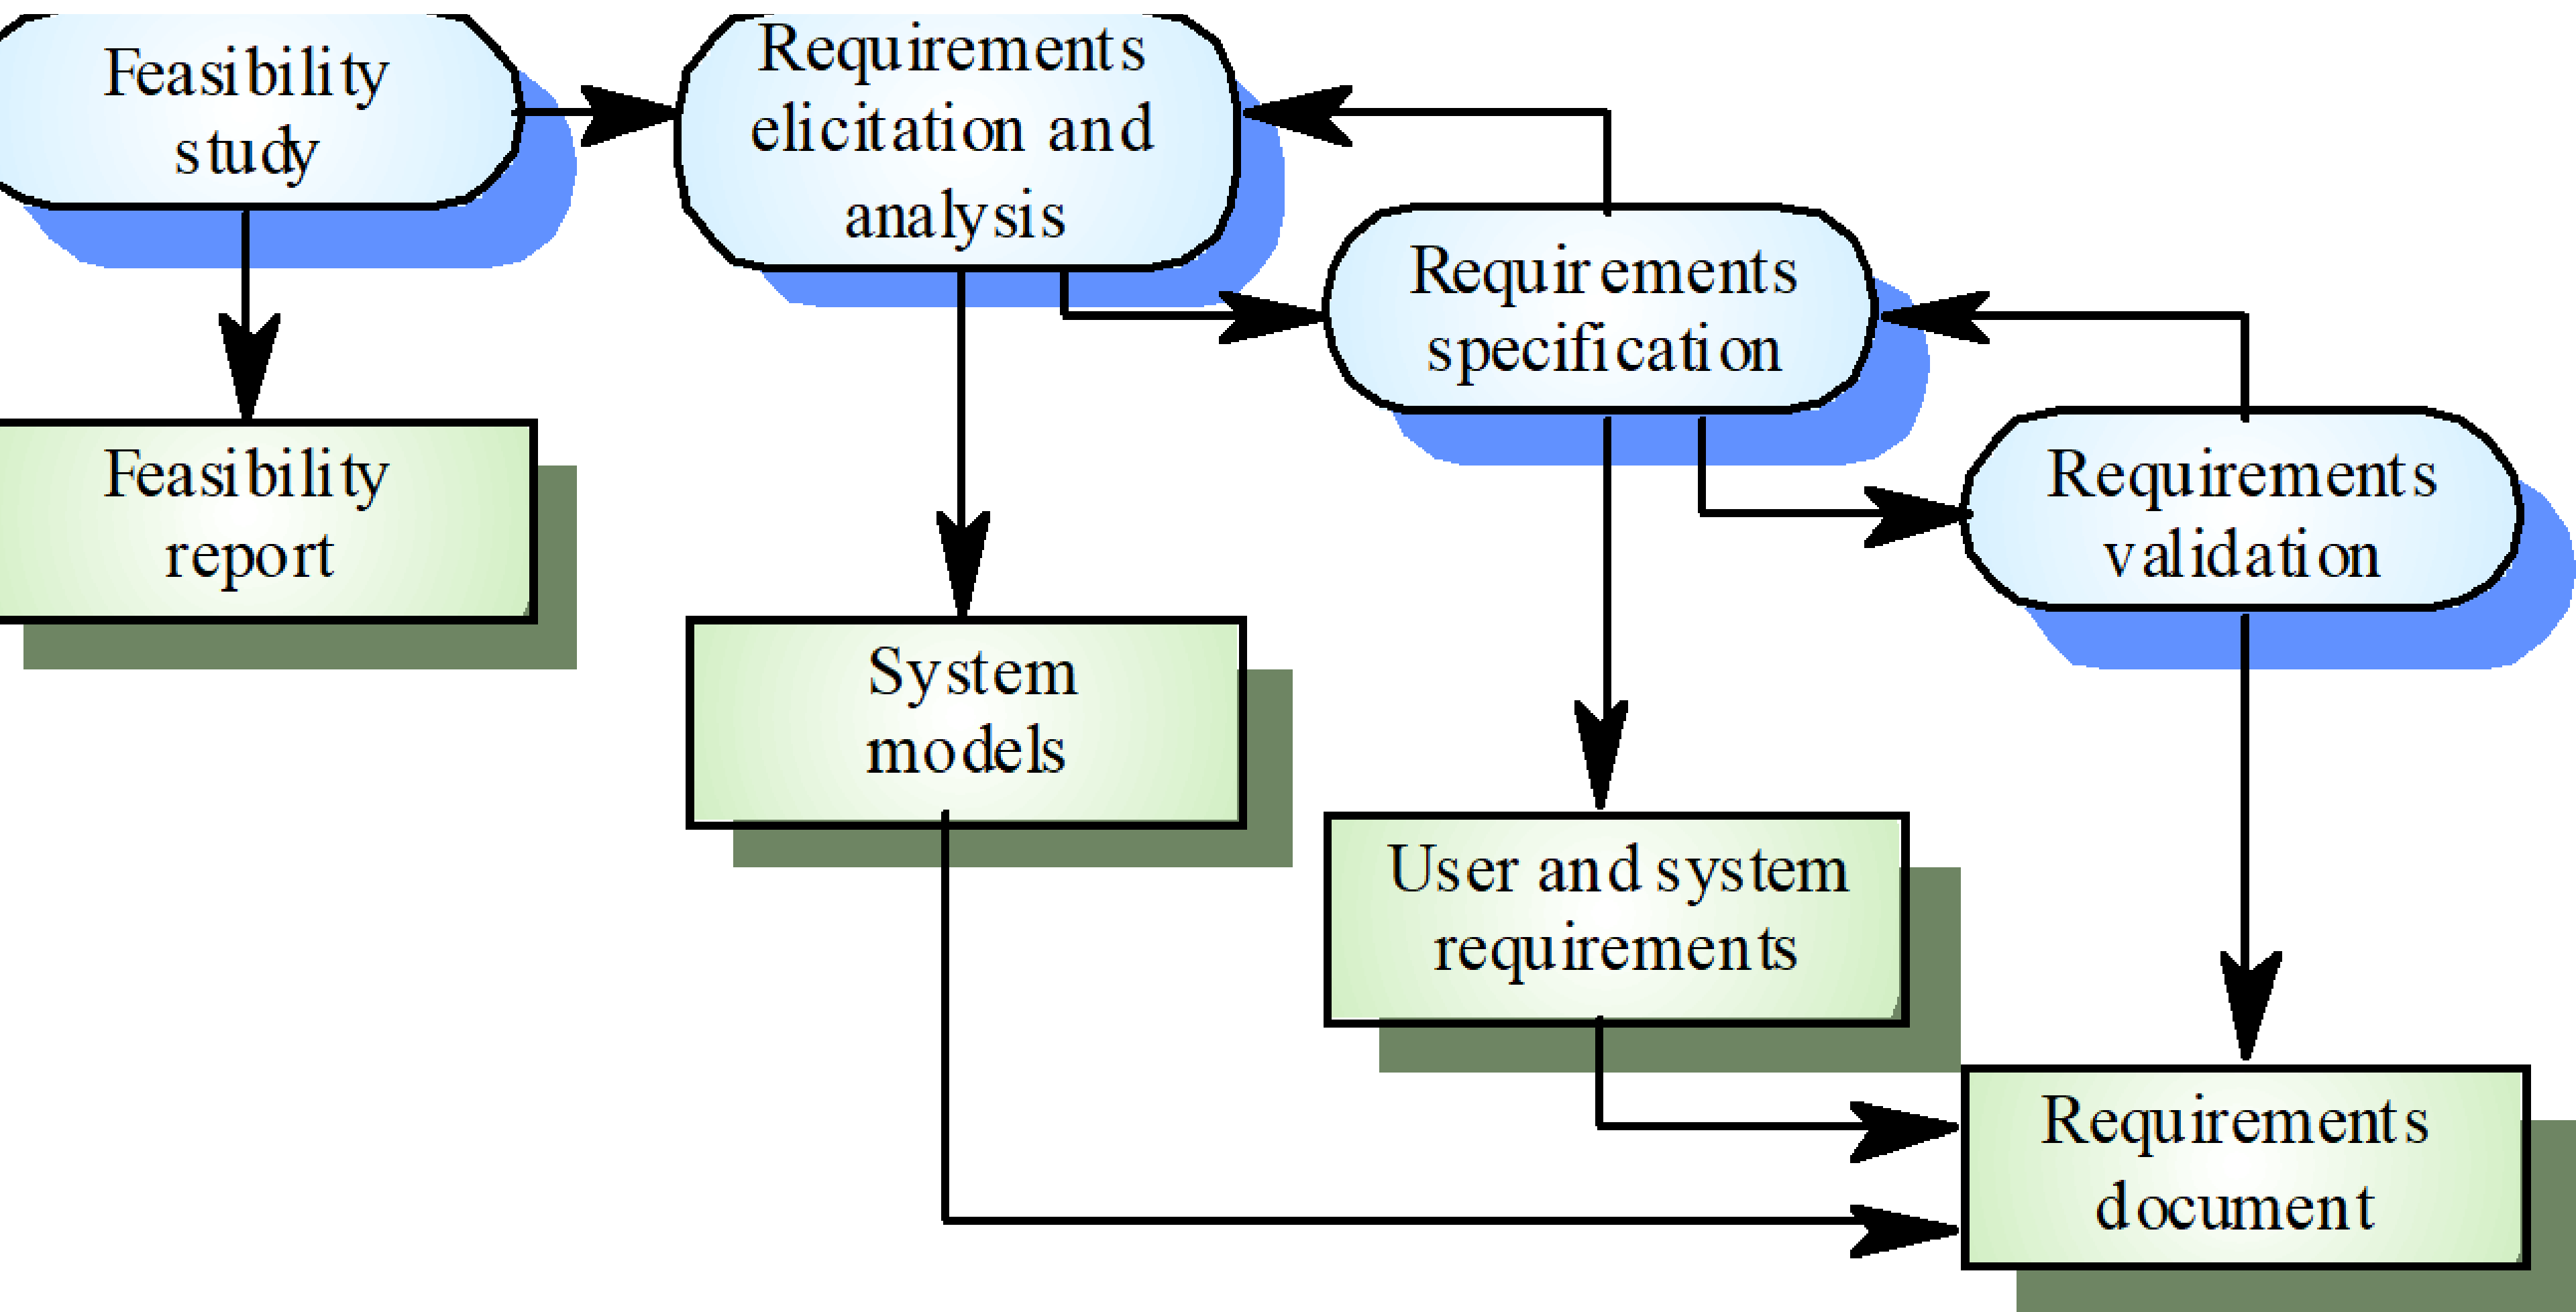 Feasibility
study
Requirements
elicitation and
analysis
Requirements
specification
Requirements
validation
Feasibility
report
System
models
User and system
requirements
Requirements
document